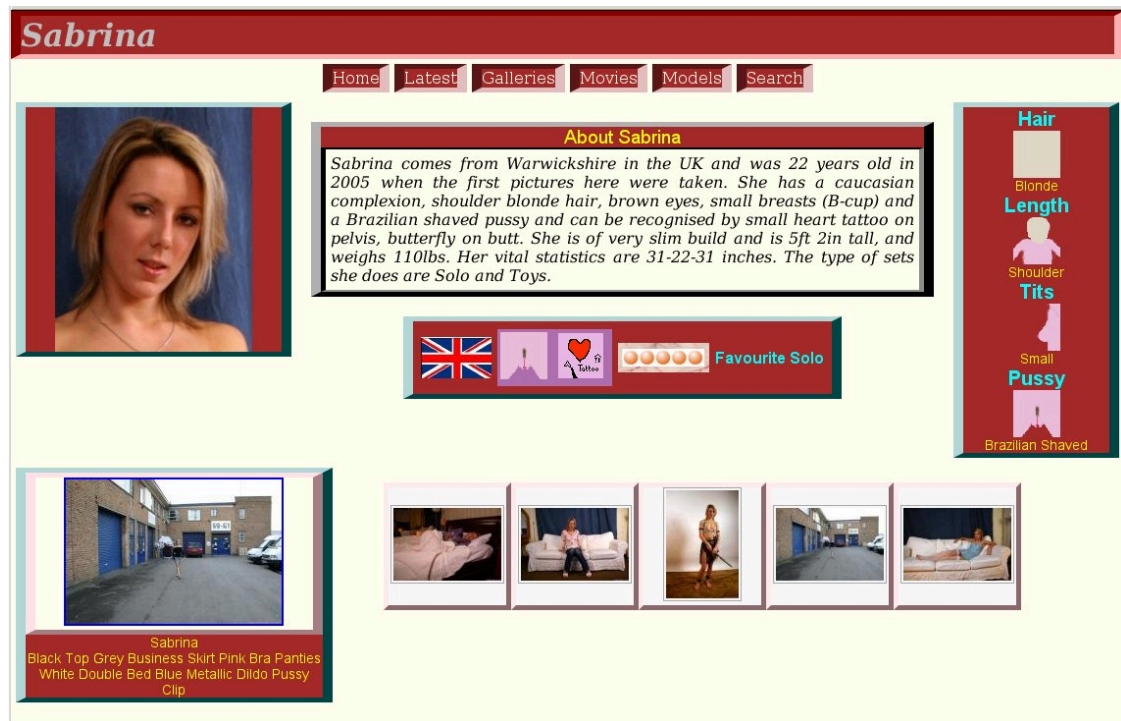 Sabrina
Home Latest Galleries Movies Models Search
About Sabrina
Sabrina comes from Warwickshire in the UK and was 22 years old in
2005 when the first pictures here were taken. She has a caucasian
complexion, shoulder blonde hair, brown eyes, small breasts (B-cup) and
a Brazilian shaved pussy and can be recognised by small heart tattoo on
pelvis, butterfly on butt. She is of very slim build and is 5ft 2in tall, and
weighs 110lbs. Her vital statistics are 31-22-31 inches. The type of sets
she does are Solo and Toys.
Tattoo
Favourite Solo
Hair
Blonde
Length
Shoulder
Tits
Small
Pussy
Brazilian Shaved
Sabrina
Black Top Grey Business Skirt Pink Bra Panties
White Double Bed Blue Metallic Dildo Pussy
Clip